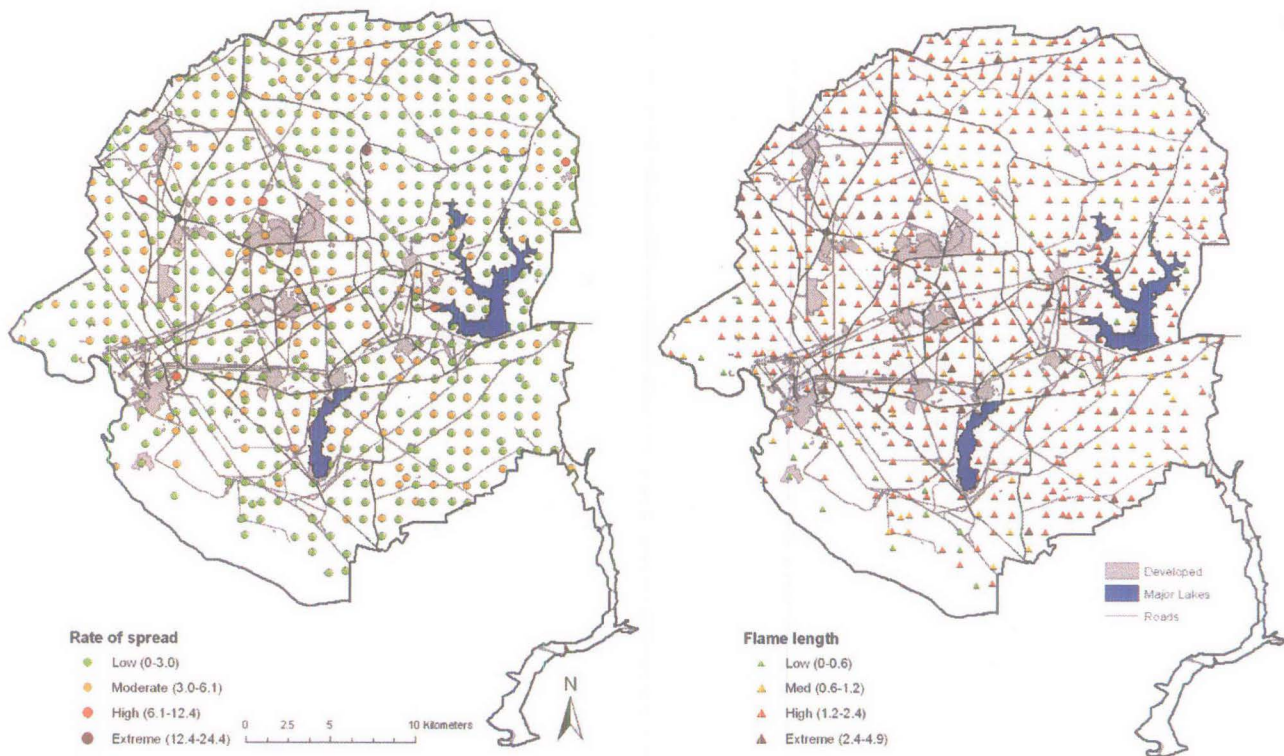 Rate of spread
Low (0-3.0)
Moderate (3.0-6.1)
High (6.1-12.4)
Extreme (12.4-24.4)
0 2.5 5 10 Kilometers
N
Developed
Major Lakes
Roads
Flame length
Low (0-0.6)
Med (0.6-1.2)
High (1.2-2.4)
Extreme (2.4-4.9)